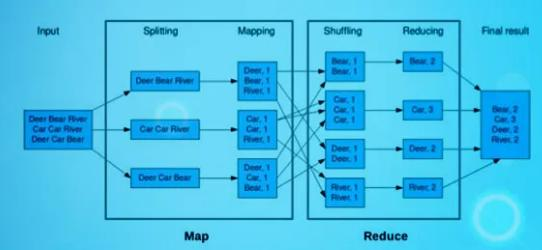 Input
Splitting
Mapping
Shuffling
Reducing
Final result
Deer Bear River
Car Car River
Deer Car Bear
Deer Bear River
Car Car River
Deer Car Bear
Deer, 1
Bear, 1
River, 1
Car, 1
Car, 1
River, 1
Deer, 1
Car, 1
Bear, 1
Bear, 1
Bear, 1
Car, 1
Car, 1
Car, 1
Deer, 1
Deer, 1
River, 1
River, 1
Bear, 2
Car, 3
Deer, 2
River, 2
Bear, 2
Car, 3
Deer, 2
River, 2
Map
Reduce